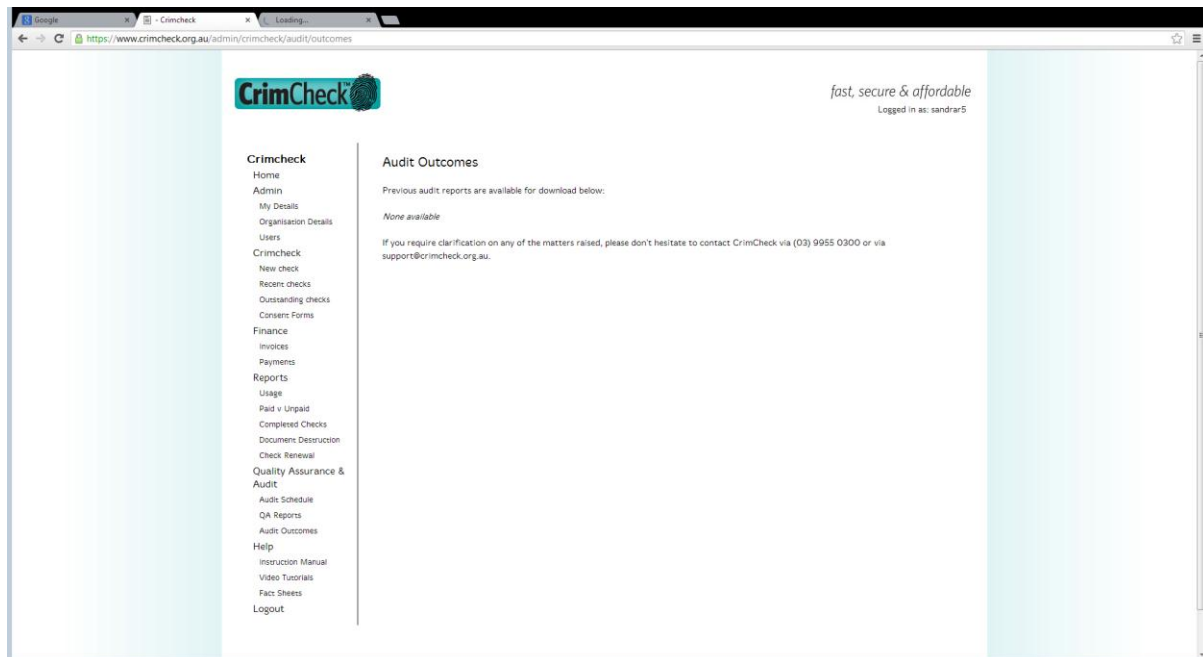 Google
- Crimcheck
Loading...
https://www.crimcheck.org.au/admin/crimcheck/audit/outcomes
CrimCheck™
fast, secure & affordable
Logged in as: sandrar5
Crimcheck
Home
Admin
My Details
Organisation Details
Users
Crimcheck
New check
Recent checks
Outstanding checks
Consent Forms
Finance
Invoices
Payments
Reports
Usage
Paid v Unpaid
Completed Checks
Document Destruction
Check Renewal
Quality Assurance &
Audit
Audit Schedule
QA Reports
Audit Outcomes
Help
Instruction Manual
Video Tutorials
Fact Sheets
Logout
Audit Outcomes
Previous audit reports are available for download below:
None available
If you require clarification on any of the matters raised, please don't hesitate to contact CrimCheck via (03) 9955 0300 or via
support@crimcheck.org.au.